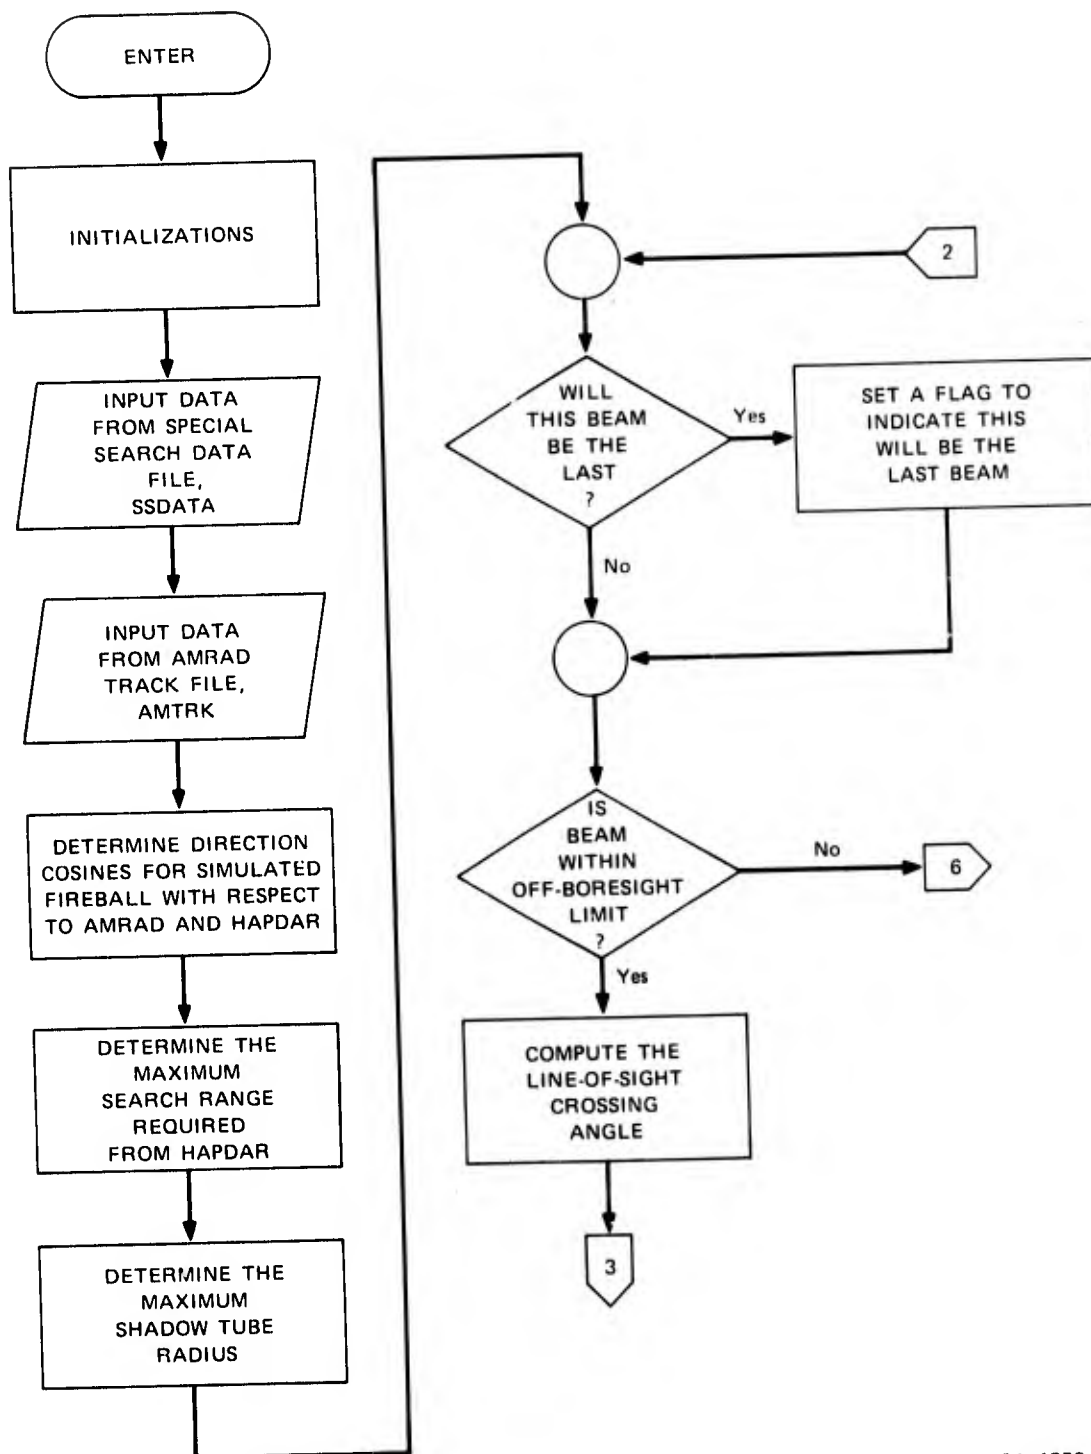 ENTER
INITIALIZATIONS
INPUT DATA
FROM SPECIAL
SEARCH DATA
FILE,
SSDATA
INPUT DATA
FROM AMRAD
TRACK FILE,
AMTRK
DETERMINE DIRECTION
COSINES FOR SIMULATED
FIREBALL WITH RESPECT
TO AMRAD AND HAPDAR
DETERMINE THE
MAXIMUM
SEARCH RANGE
REQUIRED
FROM HAPDAR
DETERMINE THE
MAXIMUM
SHADOW TUBE
RADIUS
2
WILL
THIS BEAM
BE THE
LAST
?
Yes
SET A FLAG TO
INDICATE THIS
WILL BE THE
LAST BEAM
No
IS
BEAM
WITHIN
OFF-BORESIGHT
LIMIT
?
No
6
Yes
COMPUTE THE
LINE-OF-SIGHT
CROSSING
ANGLE
3